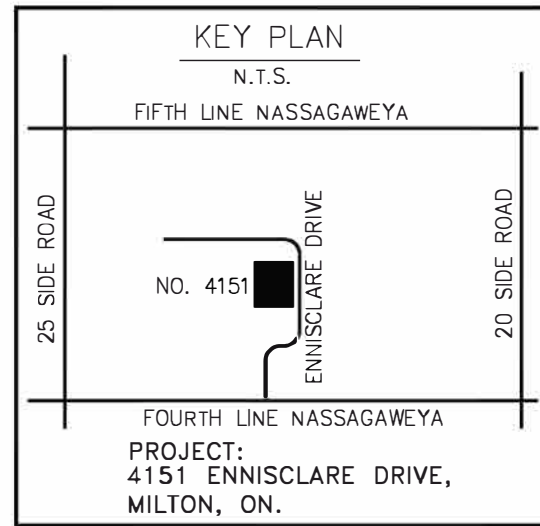 KEY PLAN
N.T.S.
FIFTH LINE NASSAGAWEYA
25 SIDE ROAD
NO. 4151
ENNISCLARE DRIVE
20 SIDE ROAD
FOURTH LINE NASSAGAWEYA
PROJECT:
4151 ENNISCLARE DRIVE,
MILTON, ON.